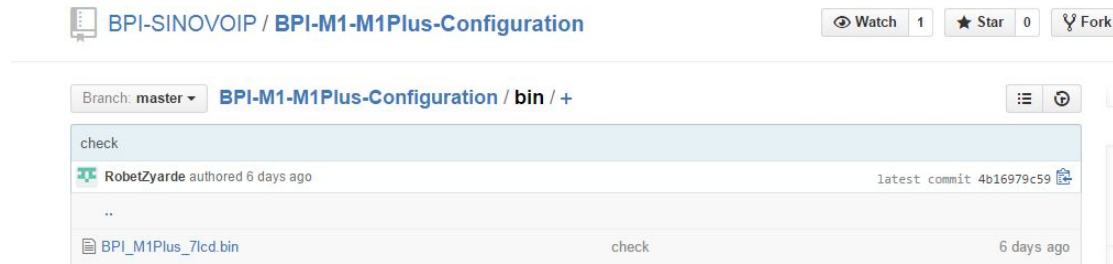 BPI-SINOVOIP / BPI-M1-M1Plus-Configuration
Watch 1 Star 0 Fork
Branch: master BPI-M1-M1Plus-Configuration / bin / +
check
RobetZyarde authored 6 days ago latest commit 4b16979c59
..
BPI_M1Plus_7lcd.bin check 6 days ago